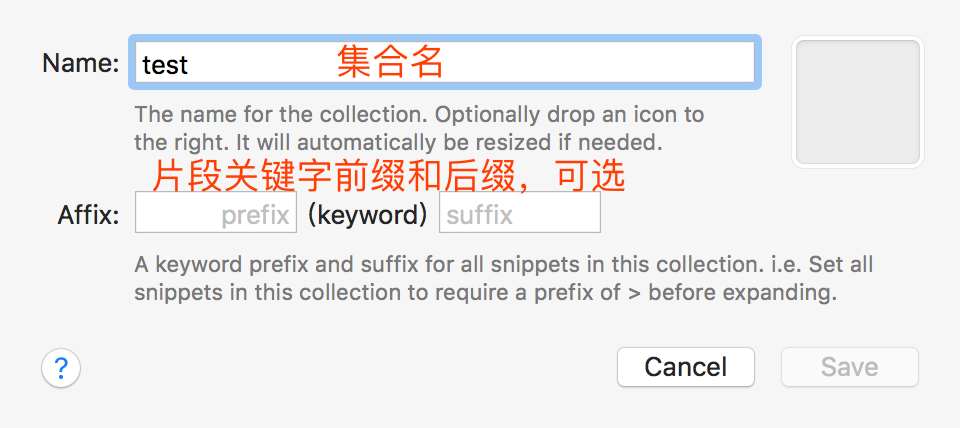 Name: test 集合名
The name for the collection. Optionally drop an icon to
the right. It will automatically be resized if needed.
片段关键字前缀和后缀，可选
Affix: prefix (keyword) suffix
A keyword prefix and suffix for all snippets in this collection. i.e. Set all
snippets in this collection to require a prefix of > before expanding.
? Cancel Save